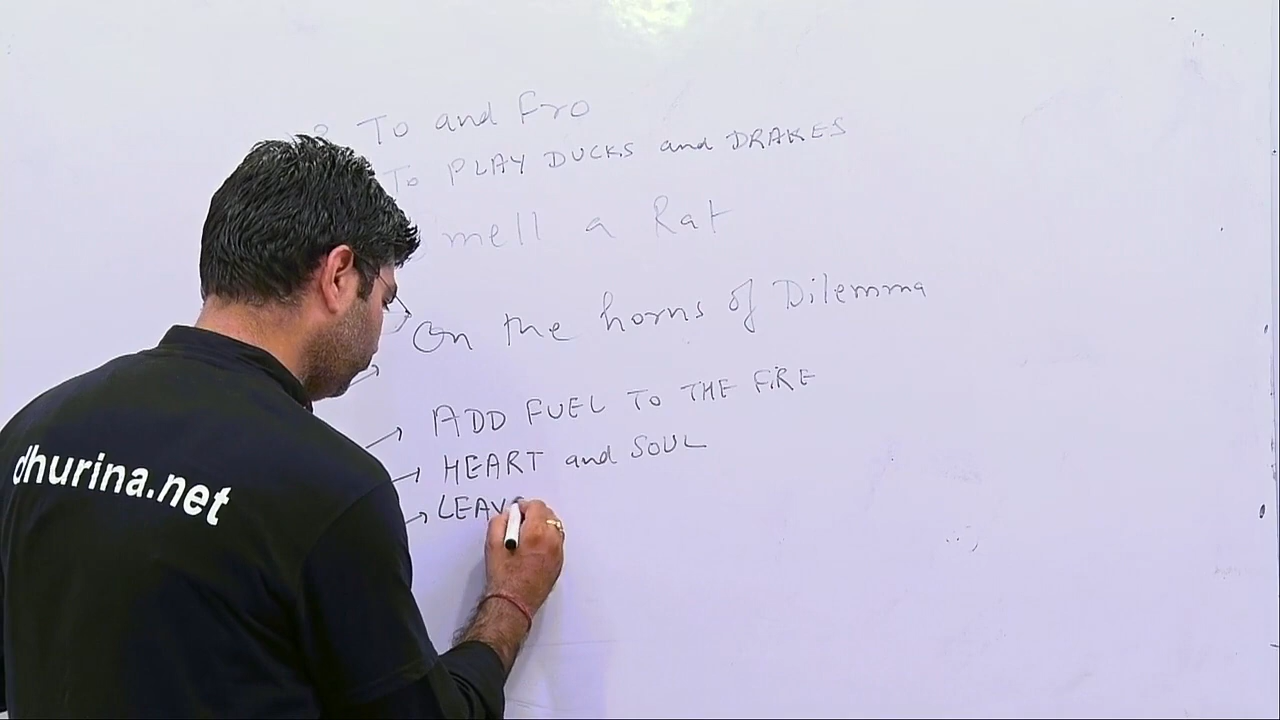 To and Fro
To PLAY DUCKS and DRAKES
mell a Rat
On the horns of Dilemma
ADD FUEL TO THE FIRE
HEART and SOUL
LEAV
dhurina.net